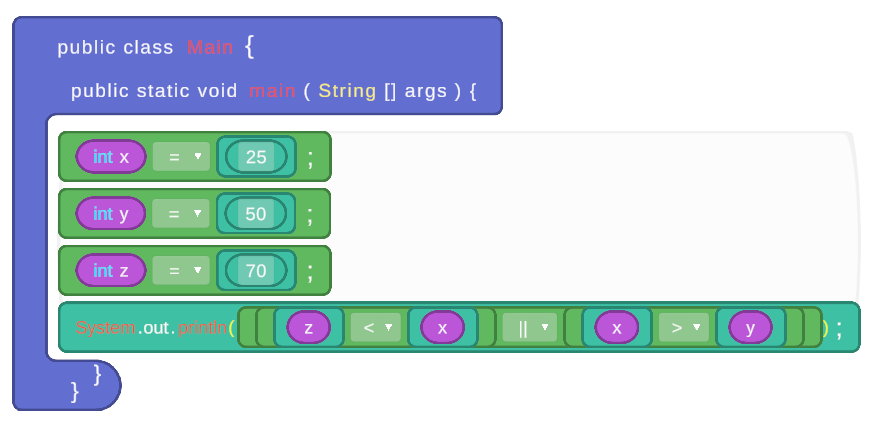 public class Main {
public static void main ( String [] args ) {
int x = ▼ 25 ;
int y = ▼ 50 ;
int z = ▼ 70 ;
System.out.println( z < ▼ x || ▼ x > ▼ y ) ;
}
}